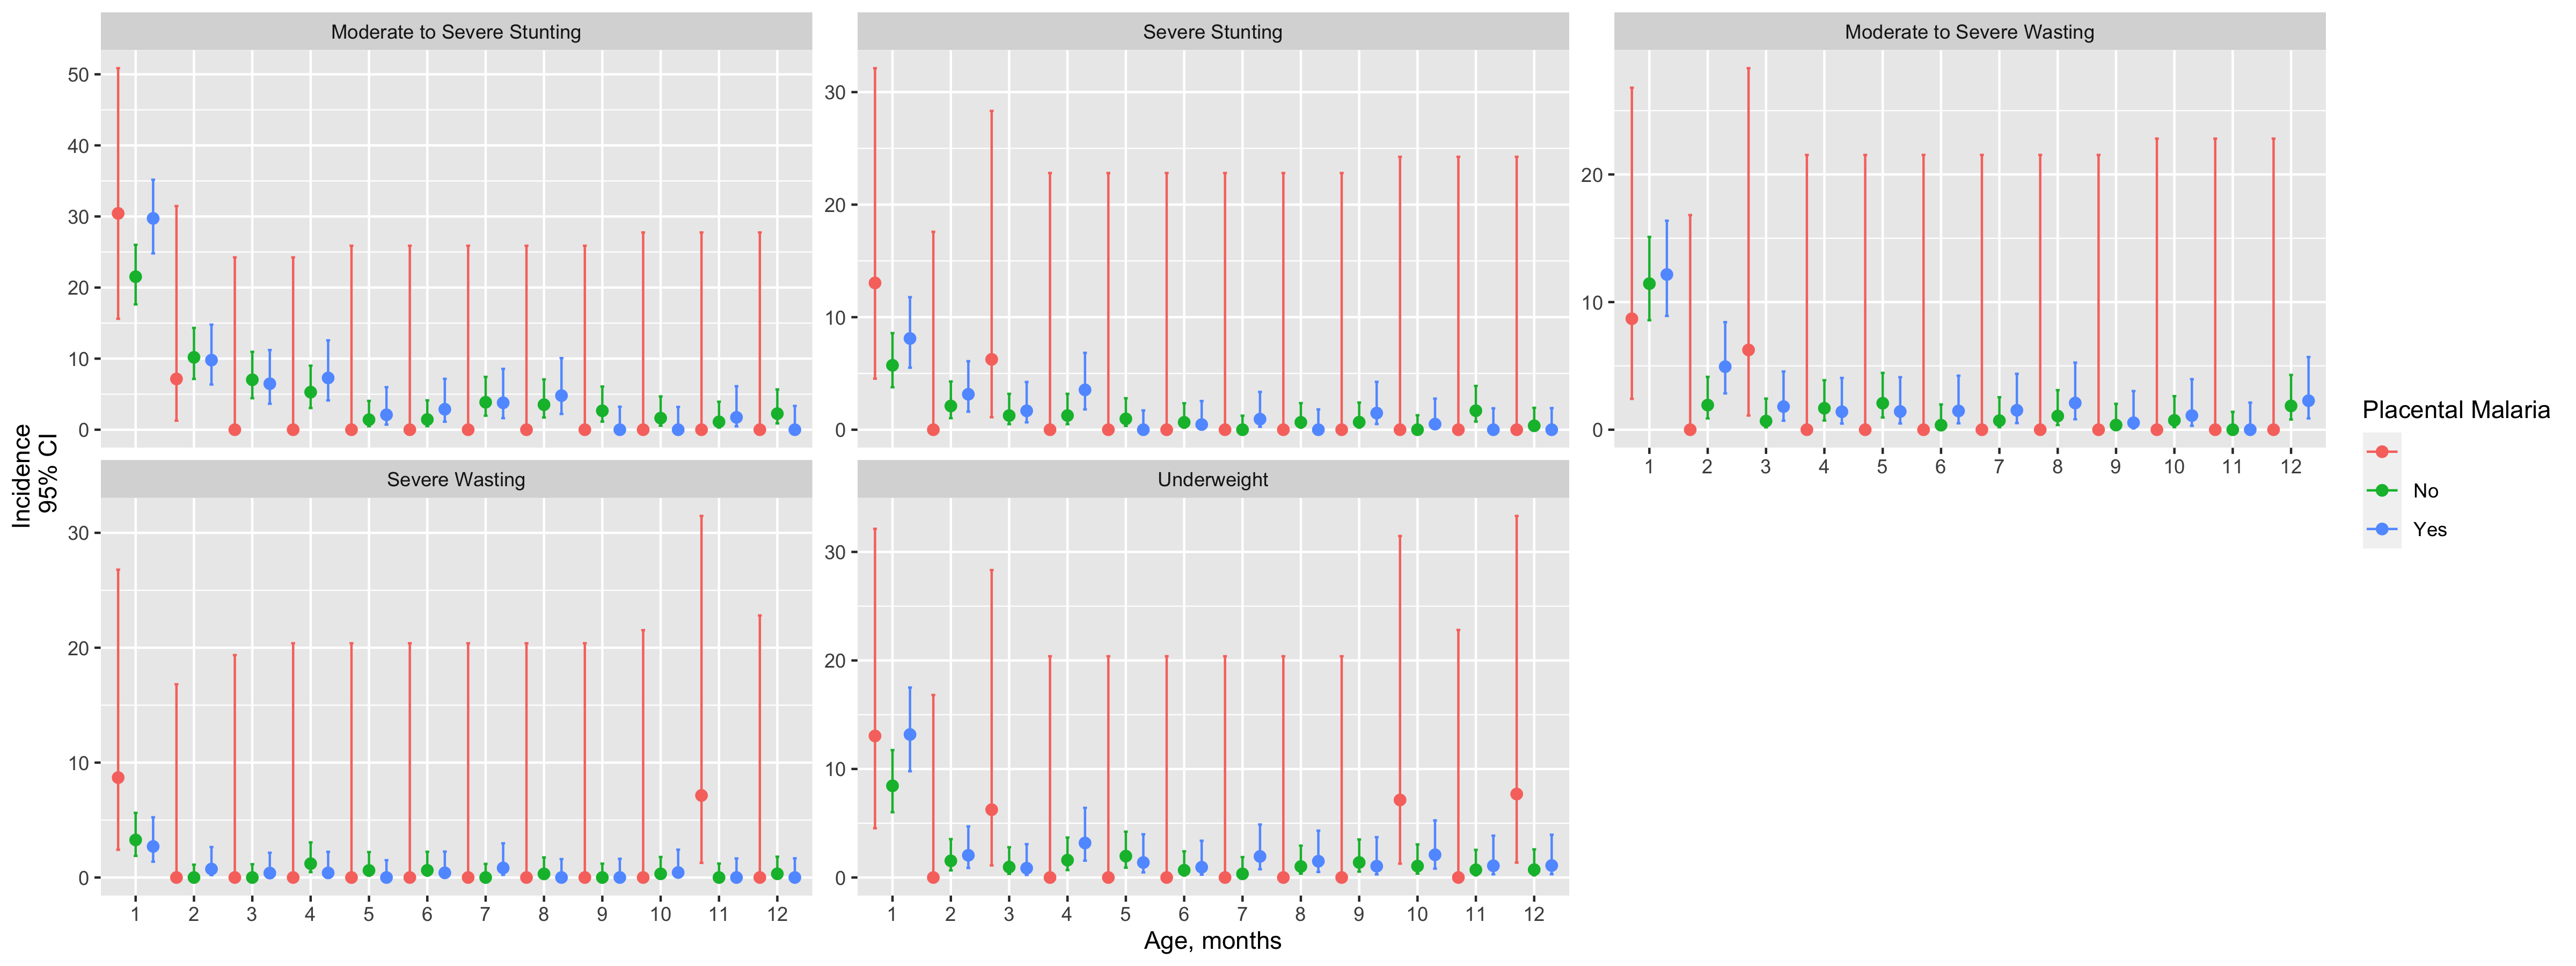 Moderate to Severe Stunting
Severe Stunting
Moderate to Severe Wasting
50
40
30
20
10
0
30
20
10
0
20
10
0
1 2 3 4 5 6 7 8 9 10 11 12
Severe Wasting
Underweight
30
20
10
0
30
20
10
0
1 2 3 4 5 6 7 8 9 10 11 12
1 2 3 4 5 6 7 8 9 10 11 12
Incidence
95% CI
Age, months
Placental Malaria
No
Yes